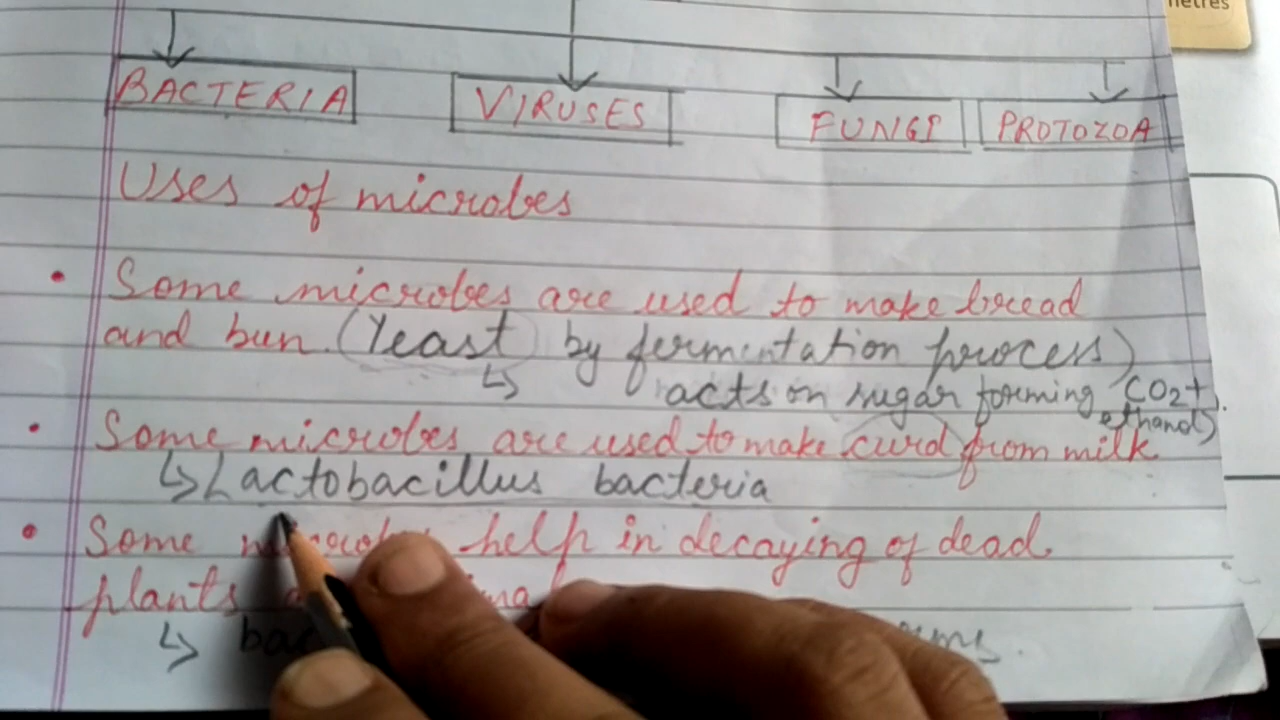 metres
BACTERIA VIRUSES FUNGI PROTOZOA
Uses of microbes
• Some microbes are used to make bread
and bun. (Yeast by fermentation process)
↳ acts on sugar forming CO2+
ethanol)
• Some microbes are used to make curd from milk
↳ Lactobacillus bacteria
• Some help in decaying of dead
plants
↳